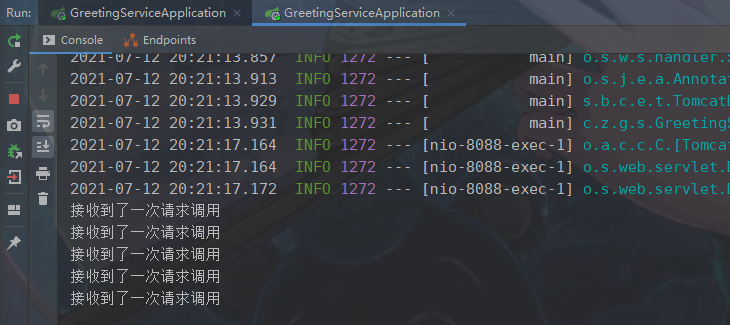 Run: GreetingServiceApplication × GreetingServiceApplication ×
Console Endpoints
2021-07-12 20:21:13.857 INFO 1272 --- [ main] o.s.w.s.handler.S
2021-07-12 20:21:13.913 INFO 1272 --- [ main] o.s.j.e.a.Annotat
2021-07-12 20:21:13.929 INFO 1272 --- [ main] s.b.c.e.t.Tomcat
2021-07-12 20:21:13.931 INFO 1272 --- [ main] c.z.g.s.GreetingS
2021-07-12 20:21:17.164 INFO 1272 --- [nio-8088-exec-1] o.a.c.c.C.[Tomcat
2021-07-12 20:21:17.164 INFO 1272 --- [nio-8088-exec-1] o.s.web.servlet.D
2021-07-12 20:21:17.172 INFO 1272 --- [nio-8088-exec-1] o.s.web.servlet.D
接收到了一次请求调用
接收到了一次请求调用
接收到了一次请求调用
接收到了一次请求调用
接收到了一次请求调用